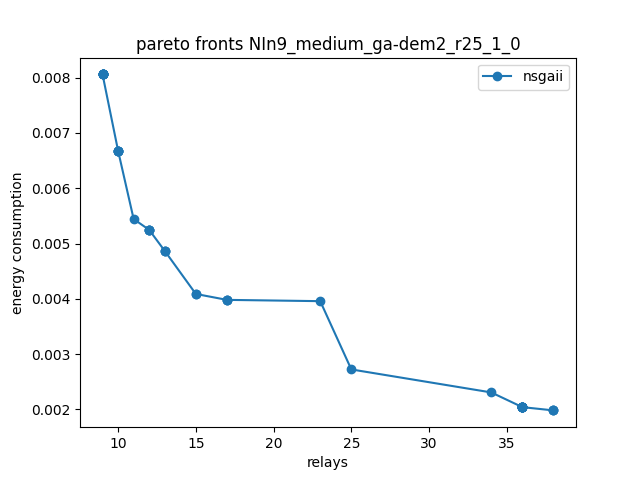 pareto fronts NIn9_medium_ga-dem2_r25_1_0
nsgaii
energy consumption
0.008
0.007
0.006
0.005
0.004
0.003
0.002
10 15 20 25 30 35
relays